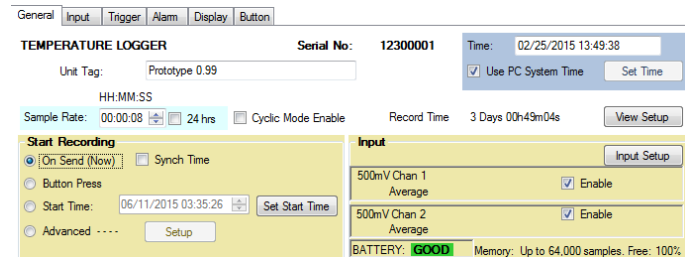 General Input Trigger Alarm Display Button
TEMPERATURE LOGGER Serial No: 12300001 Time: 02/25/2015 13:49:38
Unit Tag: Prototype 0.99 Use PC System Time Set Time
HH:MM:SS
Sample Rate: 00:00:08 24 hrs Cyclic Mode Enable Record Time 3 Days 00h49m04s View Setup
Start Recording Input
On Send (Now) Synch Time Input Setup
500mV Chan 1 Enable
Button Press Average
Start Time: 06/11/2015 03:35:26 Set Start Time
500mV Chan 2 Enable
Average
Advanced ---- Setup
BATTERY: GOOD Memory: Up to 64,000 samples. Free: 100%